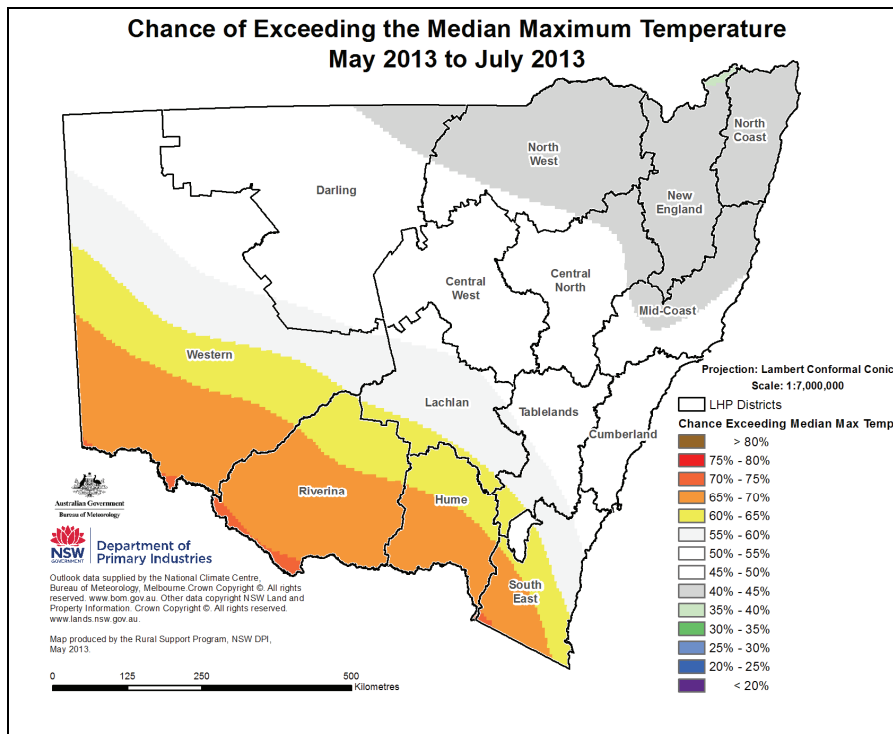 Chance of Exceeding the Median Maximum Temperature
May 2013 to July 2013
North
Coast
North
West
Darling
New
England
Central
West
Central
North
Mid-Coast
Western
Lachlan
Tablelands
Cumberland
Riverina
Hume
South
East
Projection: Lambert Conformal Conic
Scale: 1:7,000,000
LHP Districts
Chance Exceeding Median Max Temp
> 80%
75% - 80%
70% - 75%
65% - 70%
60% - 65%
55% - 60%
50% - 55%
45% - 50%
40% - 45%
35% - 40%
30% - 35%
25% - 30%
20% - 25%
< 20%
Australian Government
Bureau of Meteorology
NSW
GOVERNMENT
Department of
Primary Industries
Outlook data supplied by the National Climate Centre,
Bureau of Meteorology, Melbourne.Crown Copyright ©. All rights
reserved. www.bom.gov.au. Other data copyright NSW Land and
Property Information. Crown Copyright ©. All rights reserved.
www.lands.nsw.gov.au.
Map produced by the Rural Support Program, NSW DPI,
May 2013.
0 125 250 500
Kilometres